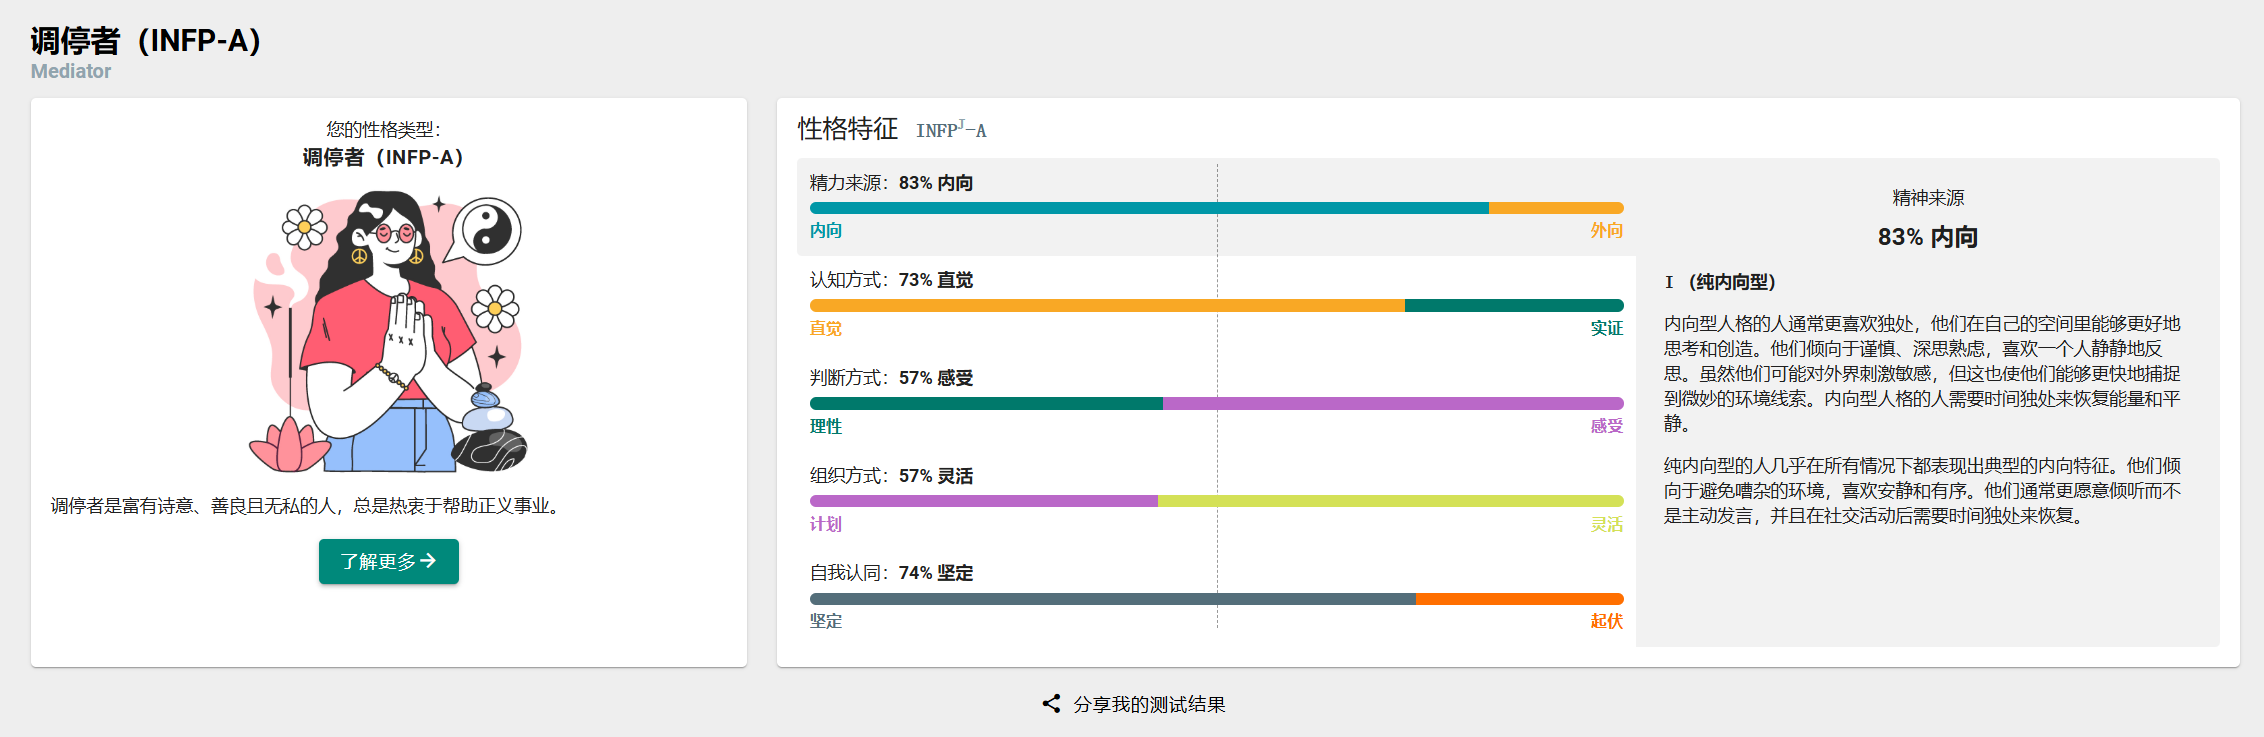 调停者（INFP-A）
Mediator
您的性格类型：
调停者（INFP-A）
调停者是富有诗意、善良且无私的人，总是热衷于帮助正义事业。
了解更多→
性格特征 INFPᴶ-A
精力来源：83% 内向
内向 外向
认知方式：73% 直觉
直觉 实证
判断方式：57% 感受
理性 感受
组织方式：57% 灵活
计划 灵活
自我认同：74% 坚定
坚定 起伏
精神来源
83% 内向
I （纯内向型）
内向型人格的人通常更喜欢独处，他们在自己的空间里能够更好地
思考和创造。他们倾向于谨慎、深思熟虑，喜欢一个人静静地反
思。虽然他们可能对外界刺激敏感，但这也使他们能够更快地捕捉
到微妙的环境线索。内向型人格的人需要时间独处来恢复能量和平
静。
纯内向型的人几乎在所有情况下都表现出典型的内向特征。他们倾
向于避免嘈杂的环境，喜欢安静和有序。他们通常更愿意倾听而不
是主动发言，并且在社交活动后需要时间独处来恢复。
分享我的测试结果